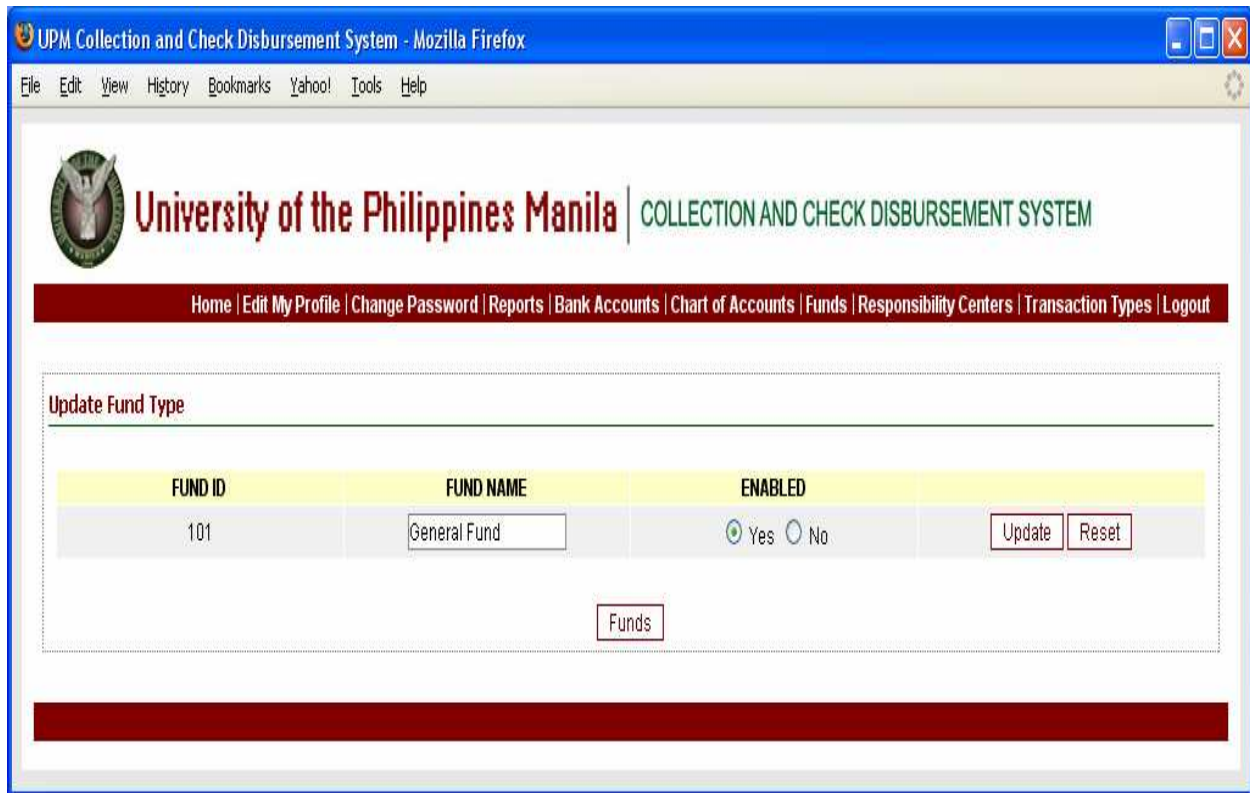 UPM Collection and Check Disbursement System - Mozilla Firefox
File Edit View History Bookmarks Yahoo! Tools Help
University of the Philippines Manila | COLLECTION AND CHECK DISBURSEMENT SYSTEM
Home | Edit My Profile | Change Password | Reports | Bank Accounts | Chart of Accounts | Funds | Responsibility Centers | Transaction Types | Logout
Update Fund Type
FUND ID FUND NAME ENABLED
101 General Fund Yes No Update Reset
Funds